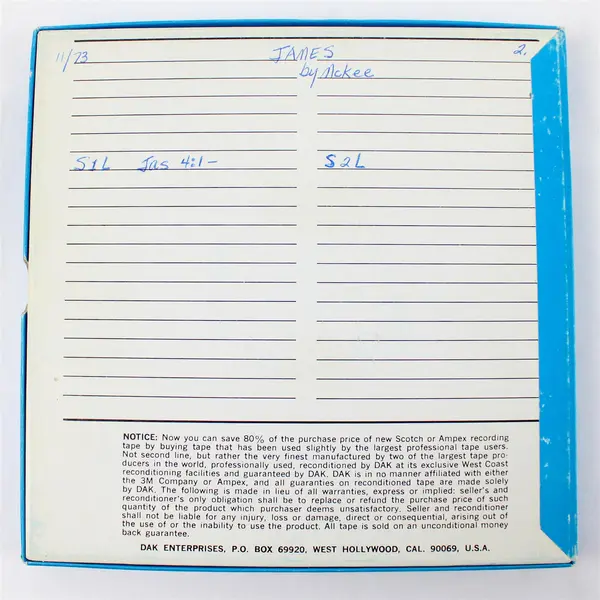 11/73 JAMES 2.
by McKee
S1L Jas 4:1- S2L
NOTICE: Now you can save 80% of the purchase price of new Scotch or Ampex recording
tape by buying tape that has been used slightly by the largest professional tape users.
Not second line, but rather the very finest manufactured by two of the largest tape pro-
ducers in the world, professionally used, reconditioned by DAK at its exclusive West Coast
reconditioning facilities and guaranteed by DAK. DAK is in no manner affiliated with either
the 3M Company or Ampex, and all guaranties on reconditioned tape are made solely
by DAK. The following is made in lieu of all warranties, express or implied: seller's and
reconditioner's only obligation shall be to replace or refund the purchase price of such
quantity of the product which purchaser deems unsatisfactory. Seller and reconditioner
shall not be liable for any injury, loss or damage, direct or consequential, arising out of
the use of or the inability to use the product. All tape is sold on an unconditional money
back guarantee.
DAK ENTERPRISES, P.O. BOX 69920, WEST HOLLYWOOD, CAL. 90069, U.S.A.